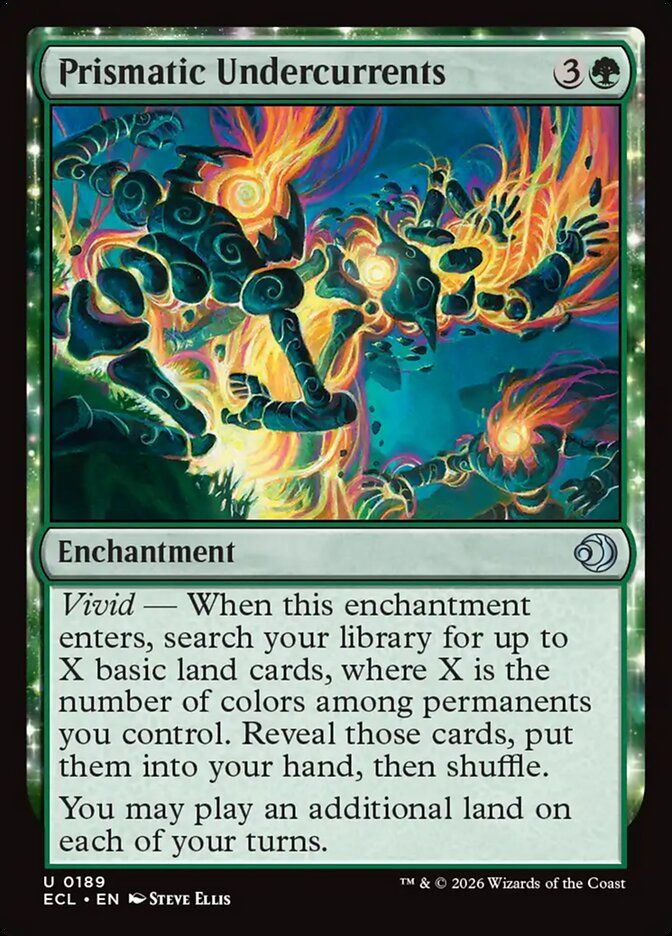 Prismatic Undercurrents 3
Enchantment
Vivid — When this enchantment
enters, search your library for up to
X basic land cards, where X is the
number of colors among permanents
you control. Reveal those cards, put
them into your hand, then shuffle.
You may play an additional land on
each of your turns.
U 0189
ECL • EN Steve Ellis
™ & © 2026 Wizards of the Coast